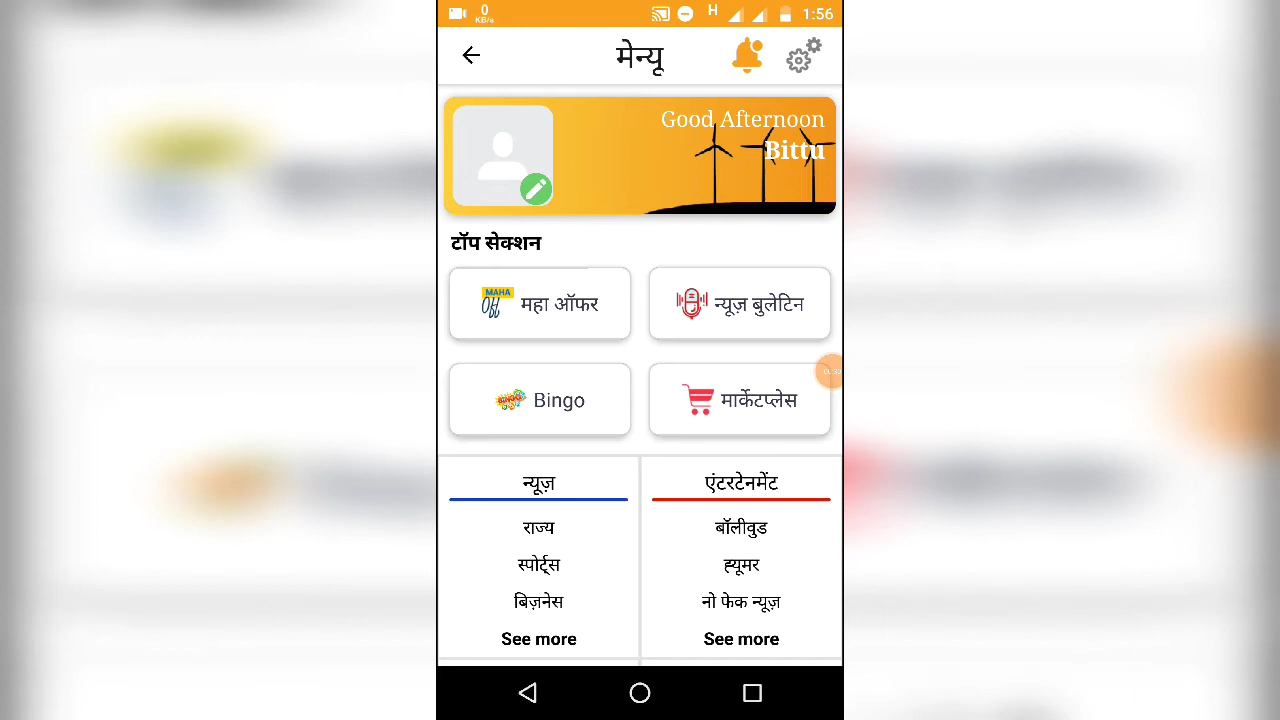 0
KB/s
H
1:56
मेन्यू
Good Afternoon
Bittu
टॉप सेक्शन
MAHA
महा ऑफर
न्यूज़ बुलेटिन
BINGO
Bingo
मार्केटप्लेस
न्यूज़
एंटरटेनमेंट
राज्य
बॉलीवुड
स्पोर्ट्स
ह्यूमर
बिज़नेस
नो फेक न्यूज़
See more
See more